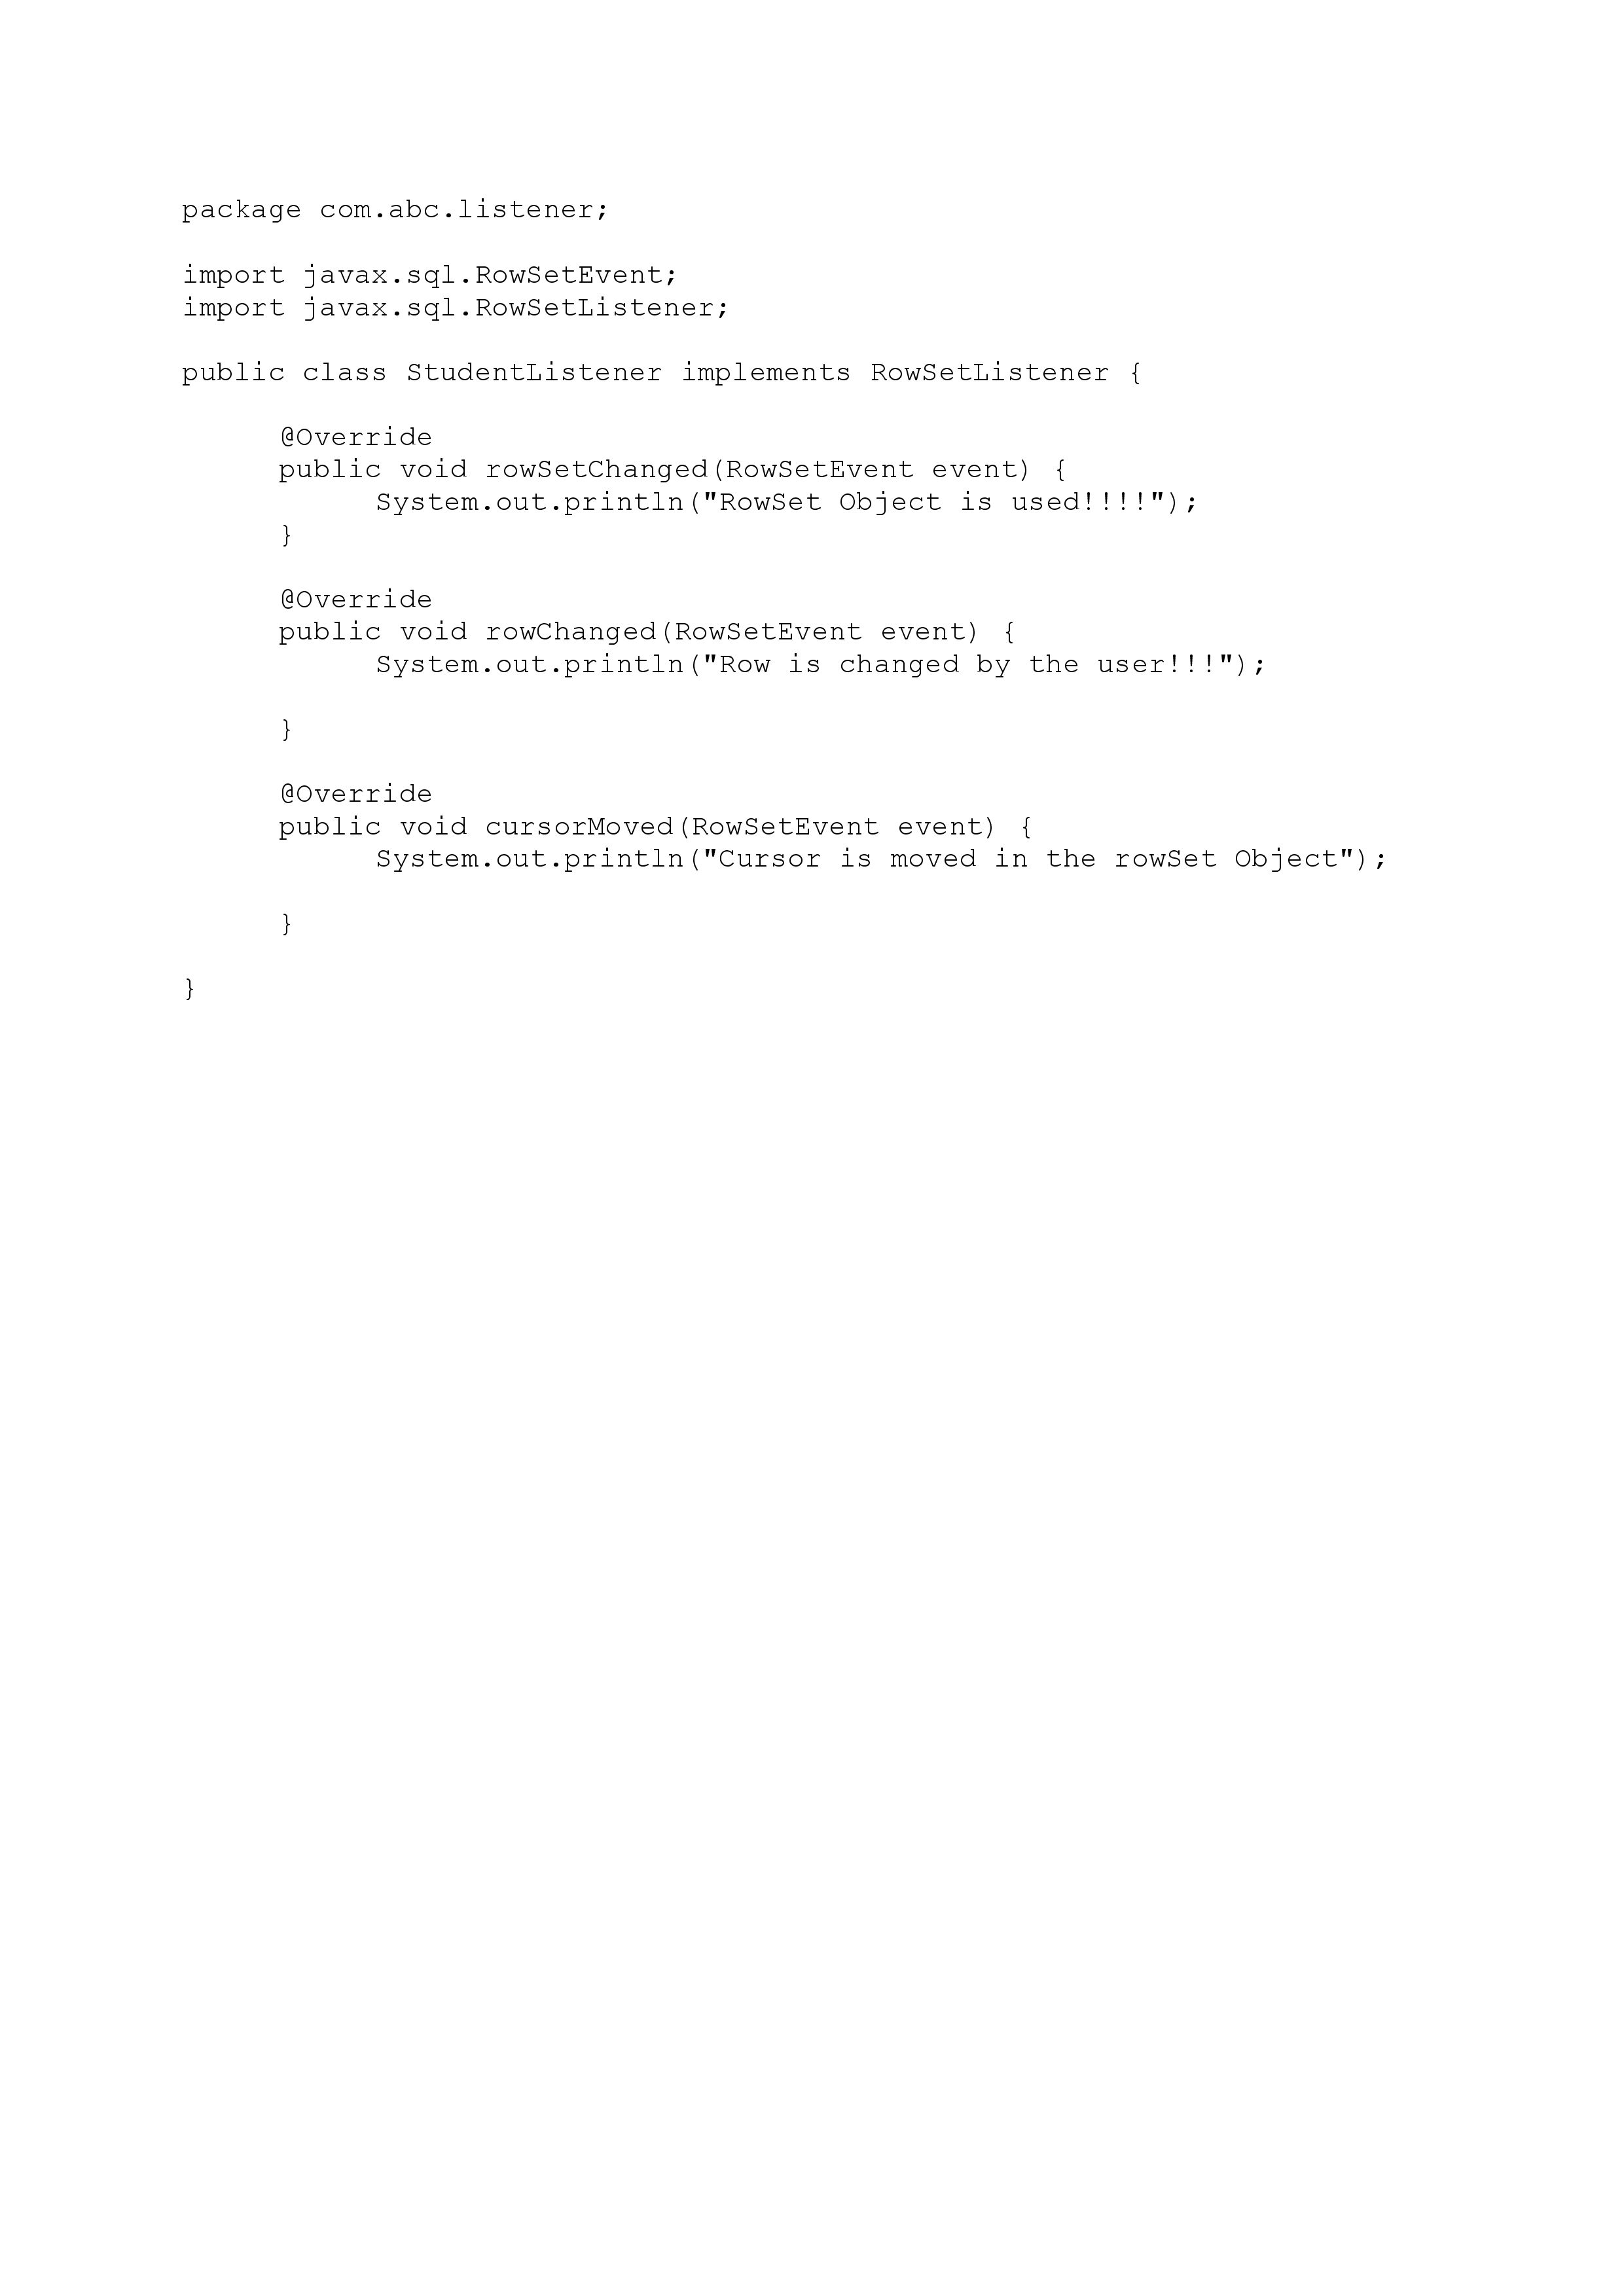 package com.abc.listener;
import javax.sql.RowSetEvent;
import javax.sql.RowSetListener;
public class StudentListener implements RowSetListener {
@Override
public void rowSetChanged(RowSetEvent event) {
System.out.println("RowSet Object is used!!!!");
}
@Override
public void rowChanged(RowSetEvent event) {
System.out.println("Row is changed by the user!!!");
}
@Override
public void cursorMoved(RowSetEvent event) {
System.out.println("Cursor is moved in the rowSet Object");
}
}